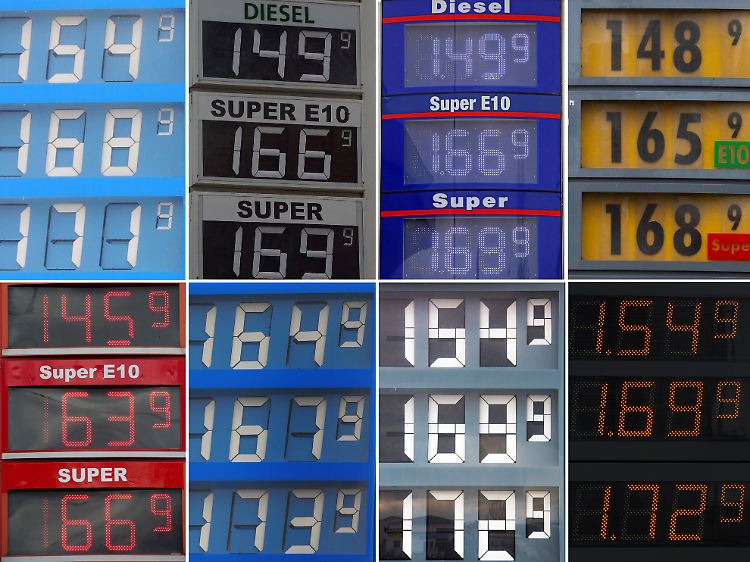 154 9
168 9
171 9
DIESEL
149 9
SUPER E10
166 9
SUPER
169 9
Diesel
1.49 9
Super E10
1.66 9
Super
1.69 9
148 9
165 9
E10
168 9
Supe
145 9
Super E10
163 9
SUPER
166 9
164 9
167 9
173 9
154 9
169 9
172 9
1.54 9
1.69 9
1.72 9